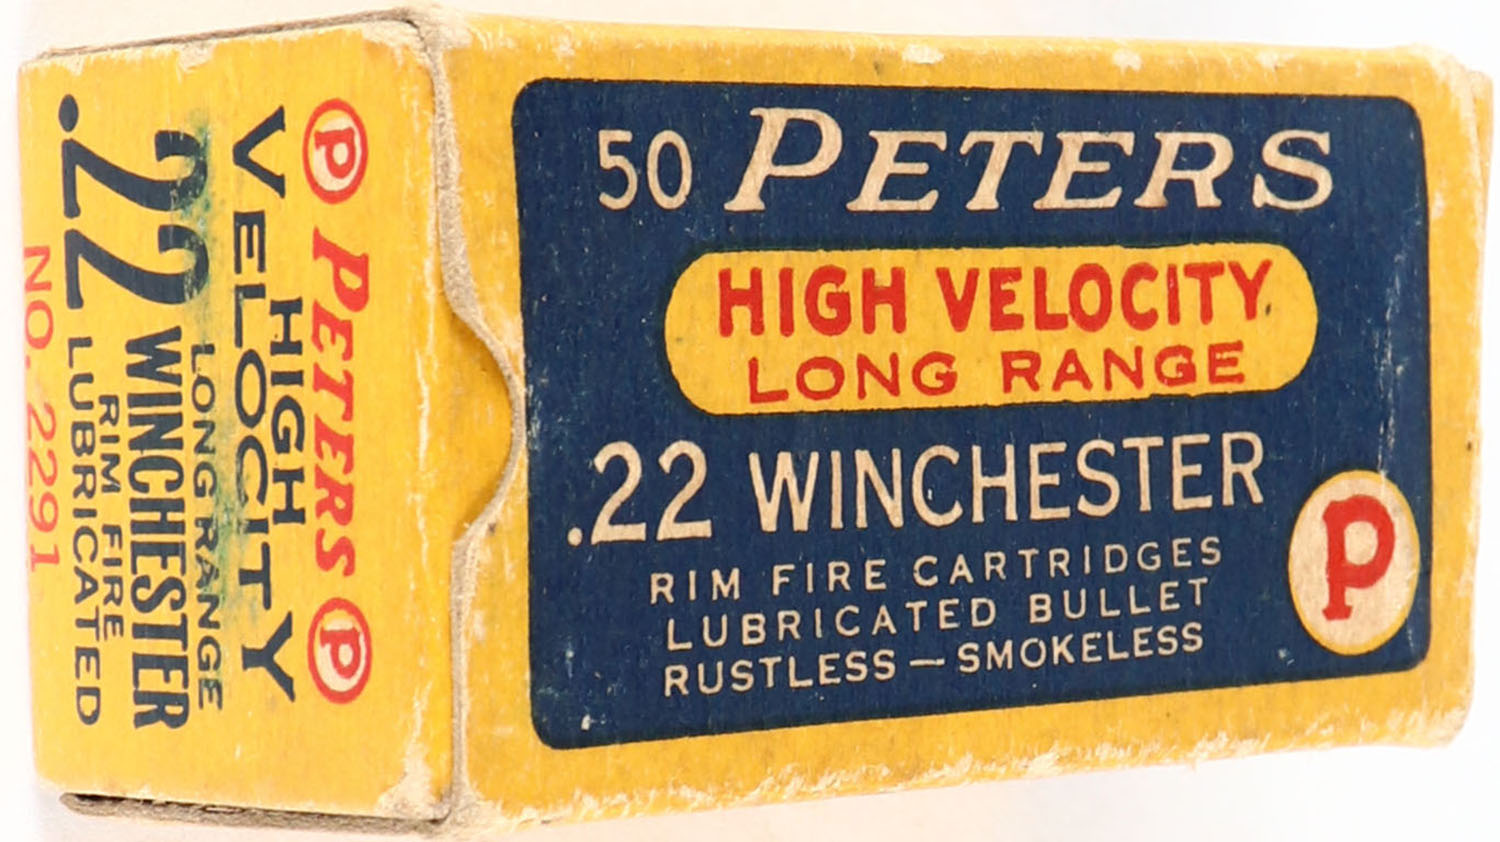 50 PETERS
HIGH VELOCITY
LONG RANGE
.22 WINCHESTER
RIM FIRE CARTRIDGES
LUBRICATED BULLET
RUSTLESS — SMOKELESS
P
P PETERS P
HIGH
VELOCITY
LONG RANGE
.22 WINCHESTER
RIM FIRE
.22 LUBRICATED
NO. 2291